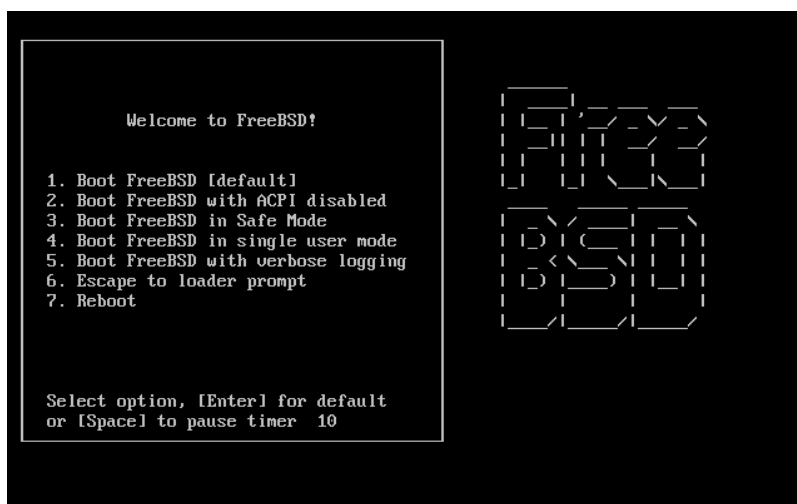 Welcome to FreeBSD!
1. Boot FreeBSD [default]
2. Boot FreeBSD with ACPI disabled
3. Boot FreeBSD in Safe Mode
4. Boot FreeBSD in single user mode
5. Boot FreeBSD with verbose logging
6. Escape to loader prompt
7. Reboot
Select option, [Enter] for default
or [Space] to pause timer 10
Free
BSD